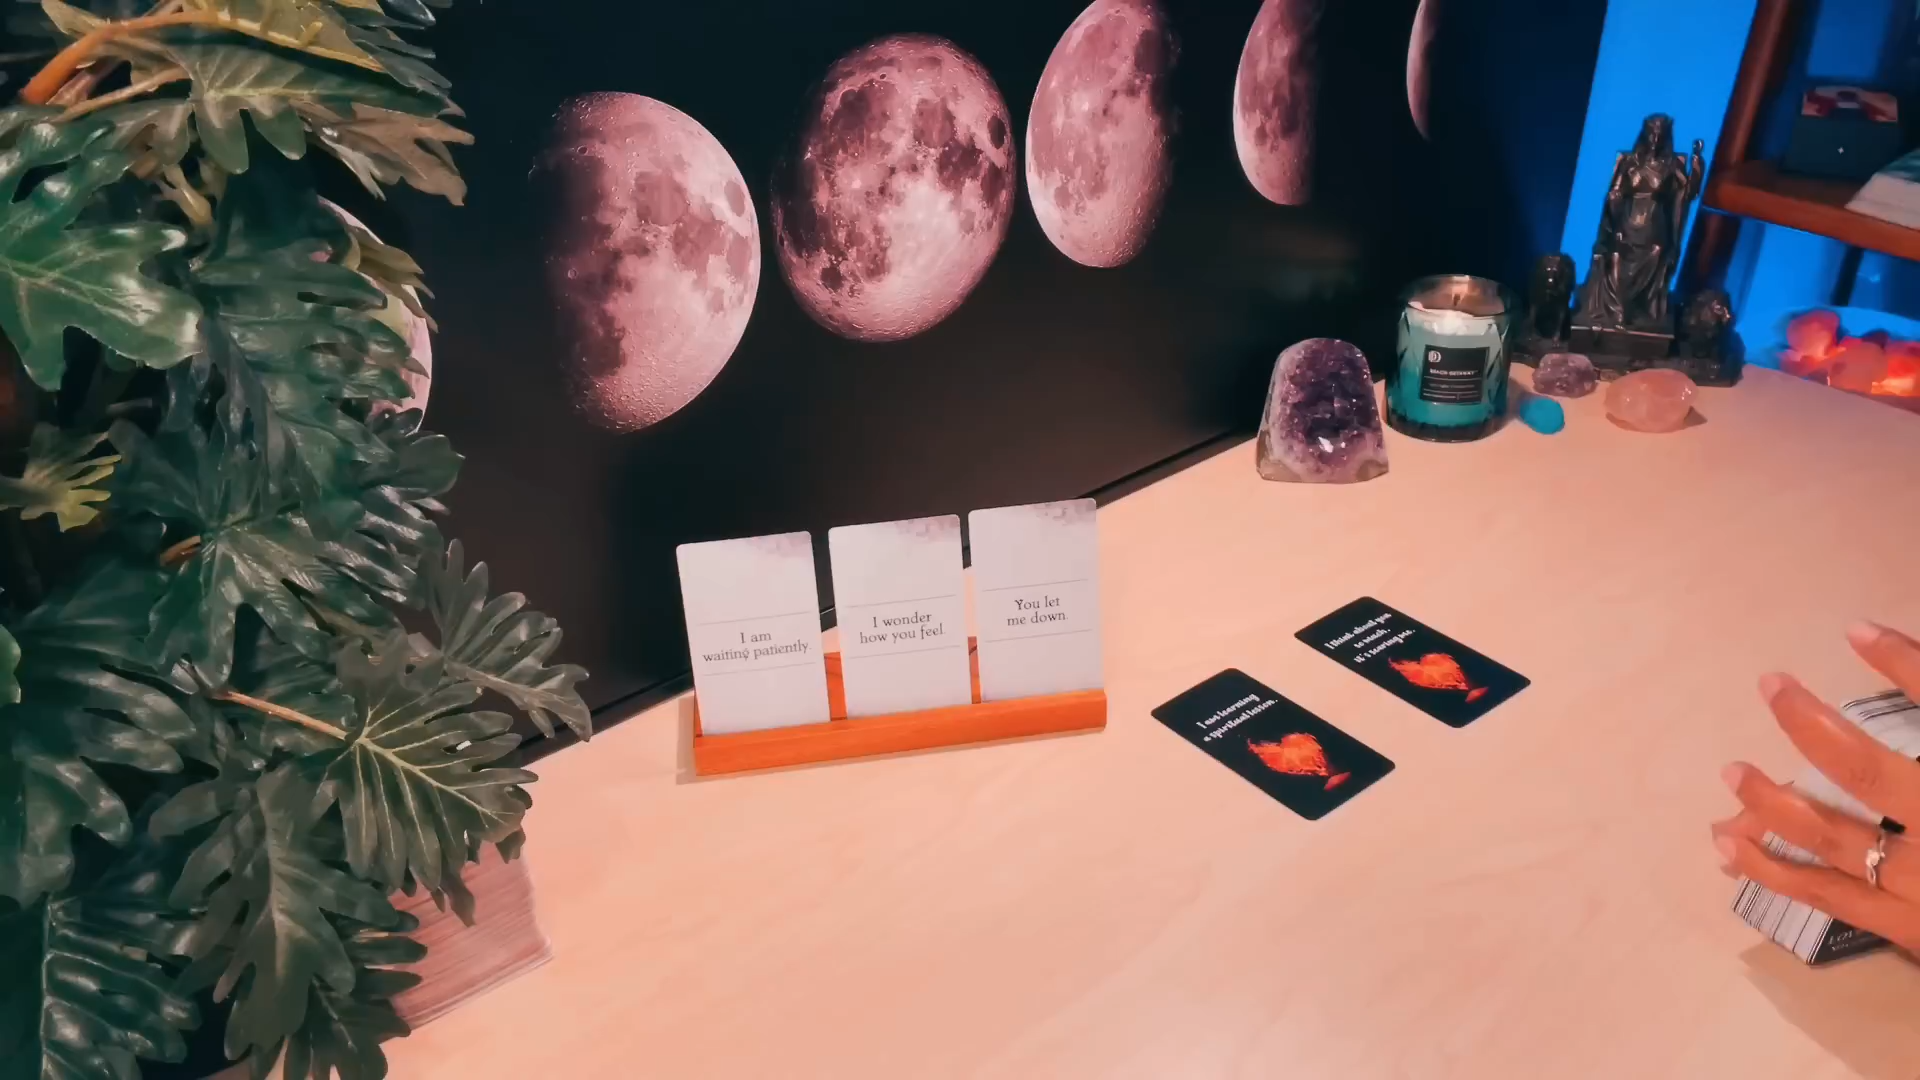 I am
waiting patiently.
I wonder
how you feel.
You let
me down.
I think about you
so much,
it's scaring me.
I am learning
a spiritual lesson.